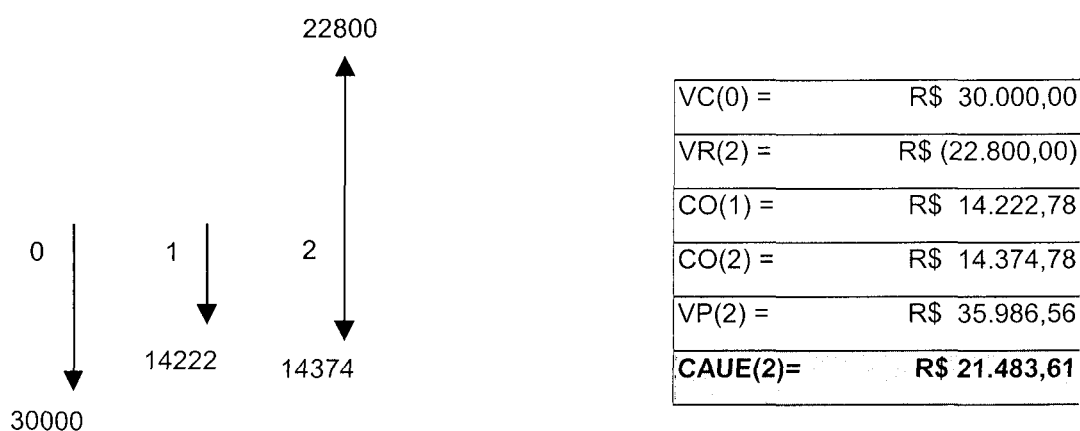 22800
0
1
2
14222
14374
30000
VC(0) = R$ 30.000,00
VR(2) = R$ (22.800,00)
CO(1) = R$ 14.222,78
CO(2) = R$ 14.374,78
VP(2) = R$ 35.986,56
CAUE(2)= R$ 21.483,61